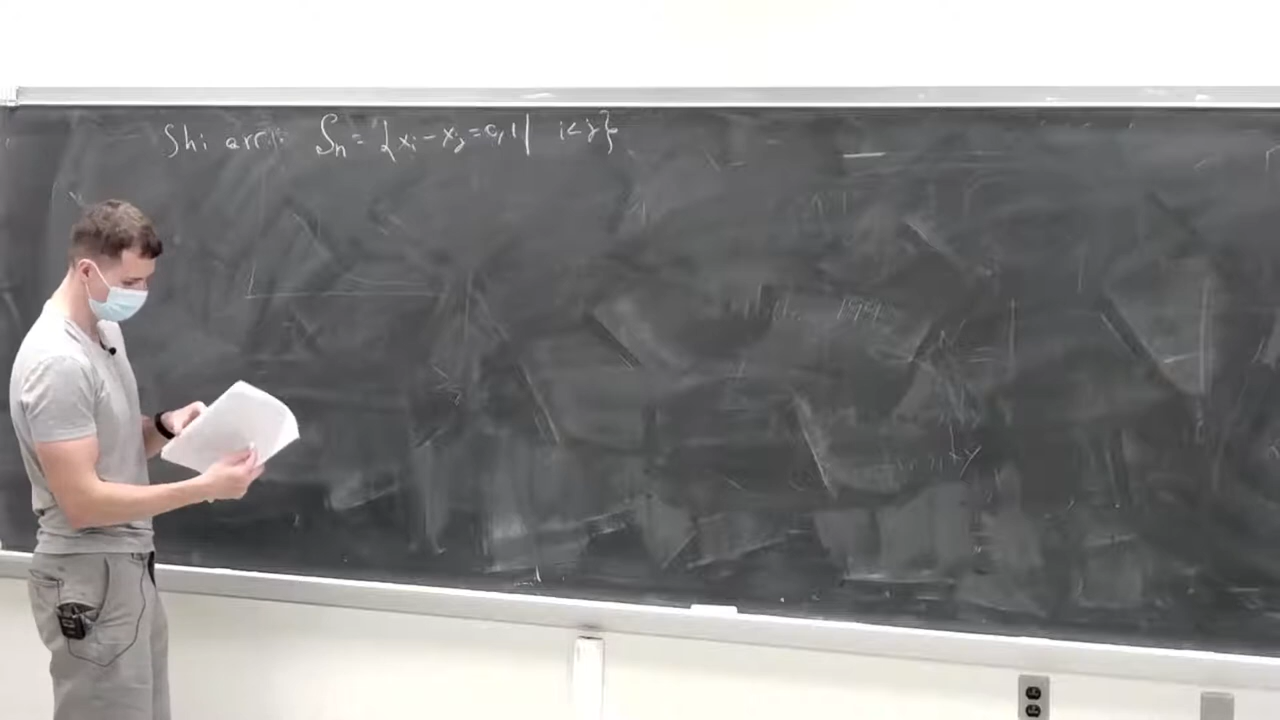 Shi arr: Sₙ = {xᵢ - xⱼ = 0,1 | i<j}